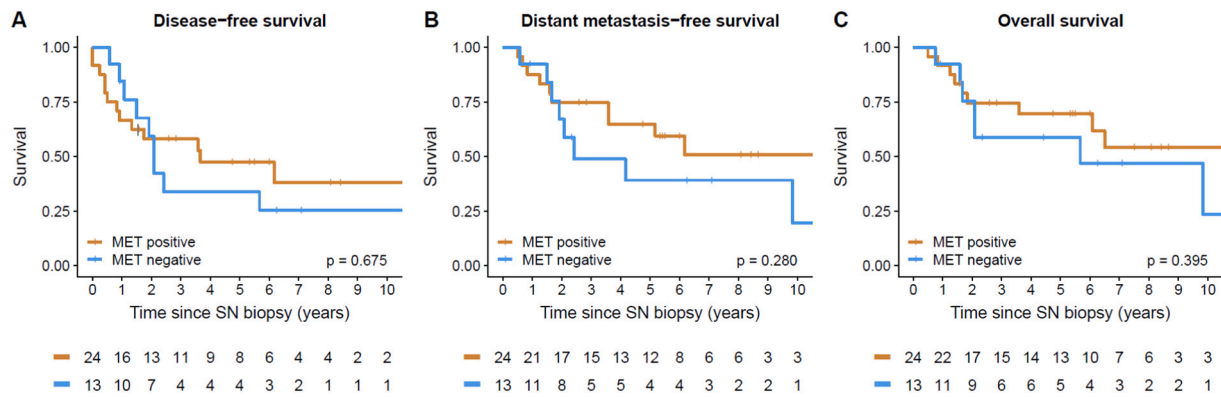 A Disease-free survival
1.00
0.75
0.50
0.25
0.00
Survival
MET positive
MET negative
p = 0.675
0 1 2 3 4 5 6 7 8 9 10
Time since SN biopsy (years)
24 16 13 11 9 8 6 4 4 2 2
13 10 7 4 4 4 3 2 1 1 1
B Distant metastasis-free survival
1.00
0.75
0.50
0.25
0.00
Survival
MET positive
MET negative
p = 0.280
0 1 2 3 4 5 6 7 8 9 10
Time since SN biopsy (years)
24 21 17 15 13 12 8 6 6 3 3
13 11 8 5 5 4 4 3 2 2 1
C Overall survival
1.00
0.75
0.50
0.25
0.00
Survival
MET positive
MET negative
p = 0.395
0 1 2 3 4 5 6 7 8 9 10
Time since SN biopsy (years)
24 22 17 15 14 13 10 7 6 3 3
13 11 9 6 6 5 4 3 2 2 1